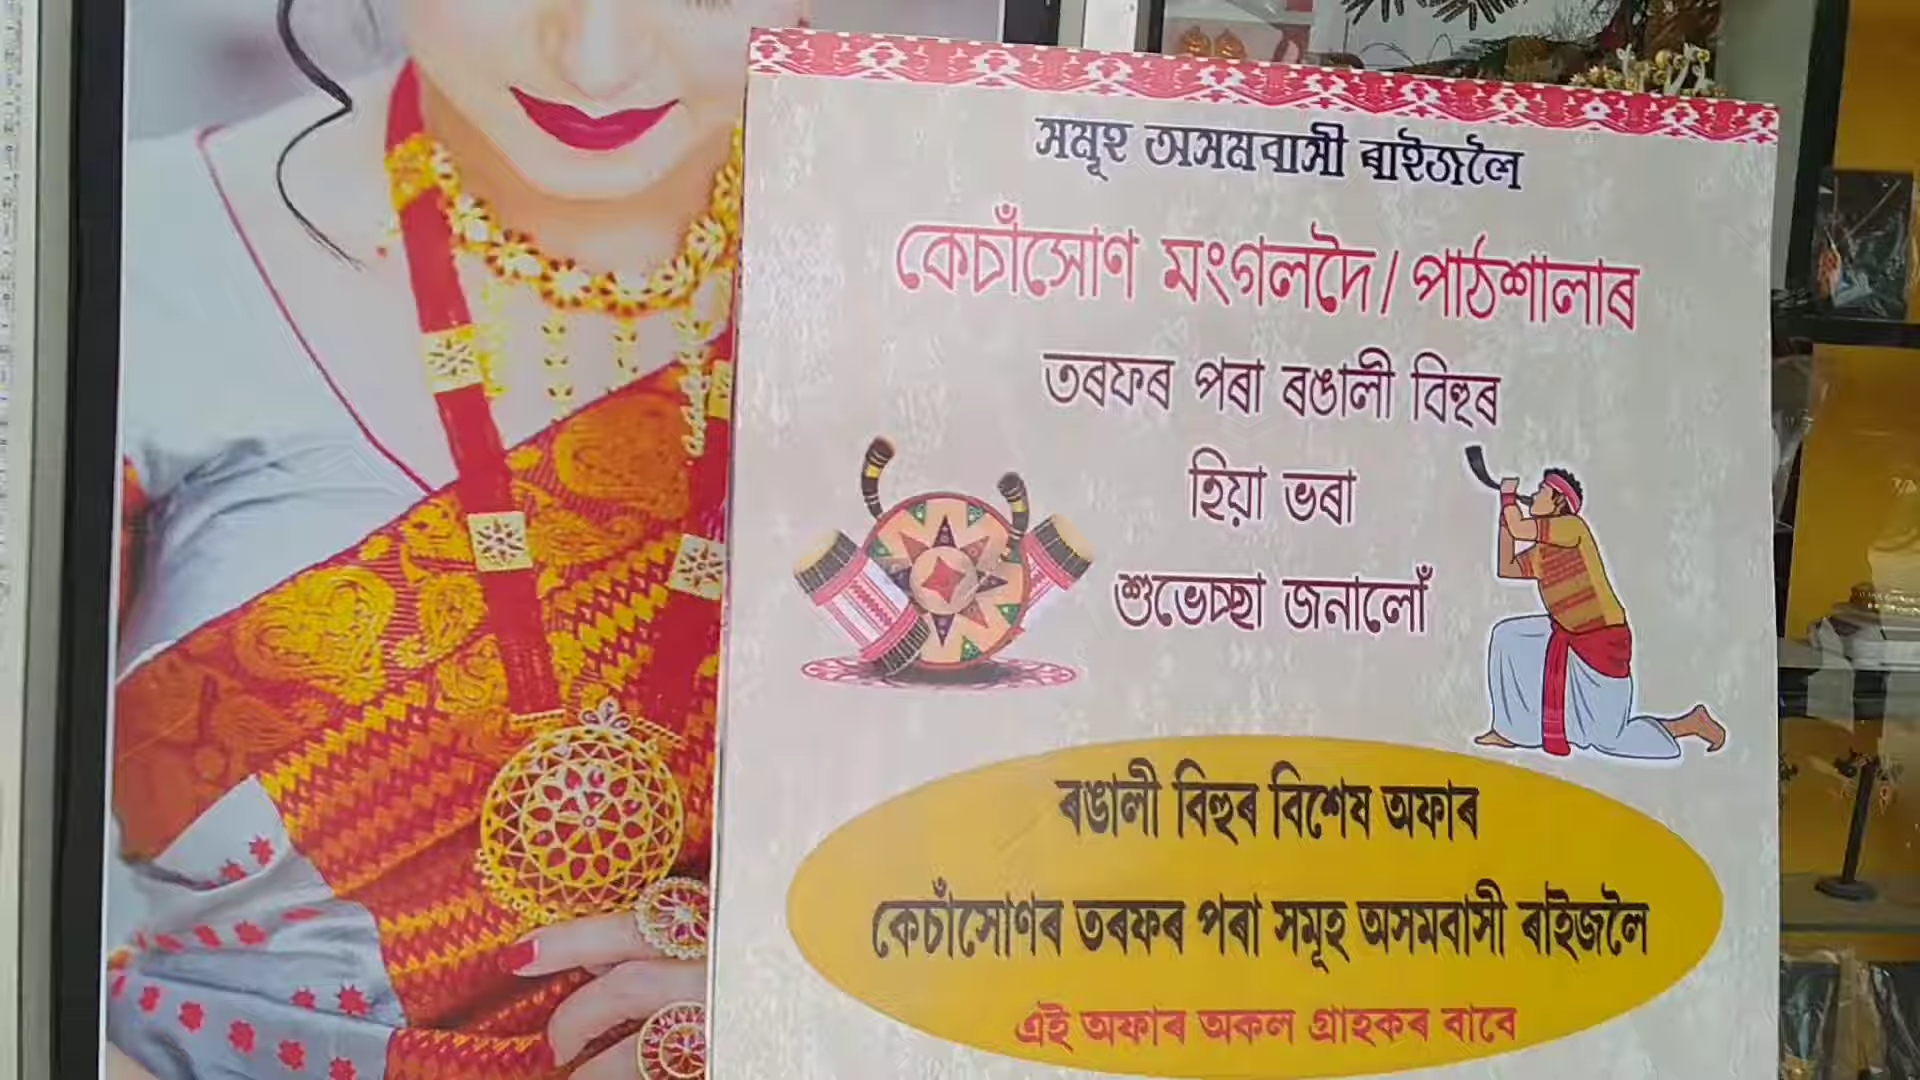 সমূহ অসমবাসী ৰাইজলৈ
কেচাঁসোণ মংগলদৈ/পাঠশালাৰ
তৰফৰ পৰা ৰঙালী বিহুৰ
হিয়া ভৰা
শুভেচ্ছা জনালোঁ
ৰঙালী বিহুৰ বিশেষ অফাৰ
কেচাঁসোণৰ তৰফৰ পৰা সমূহ অসমবাসী ৰাইজলৈ
এই অফাৰ অকল গ্ৰাহকৰ বাবে